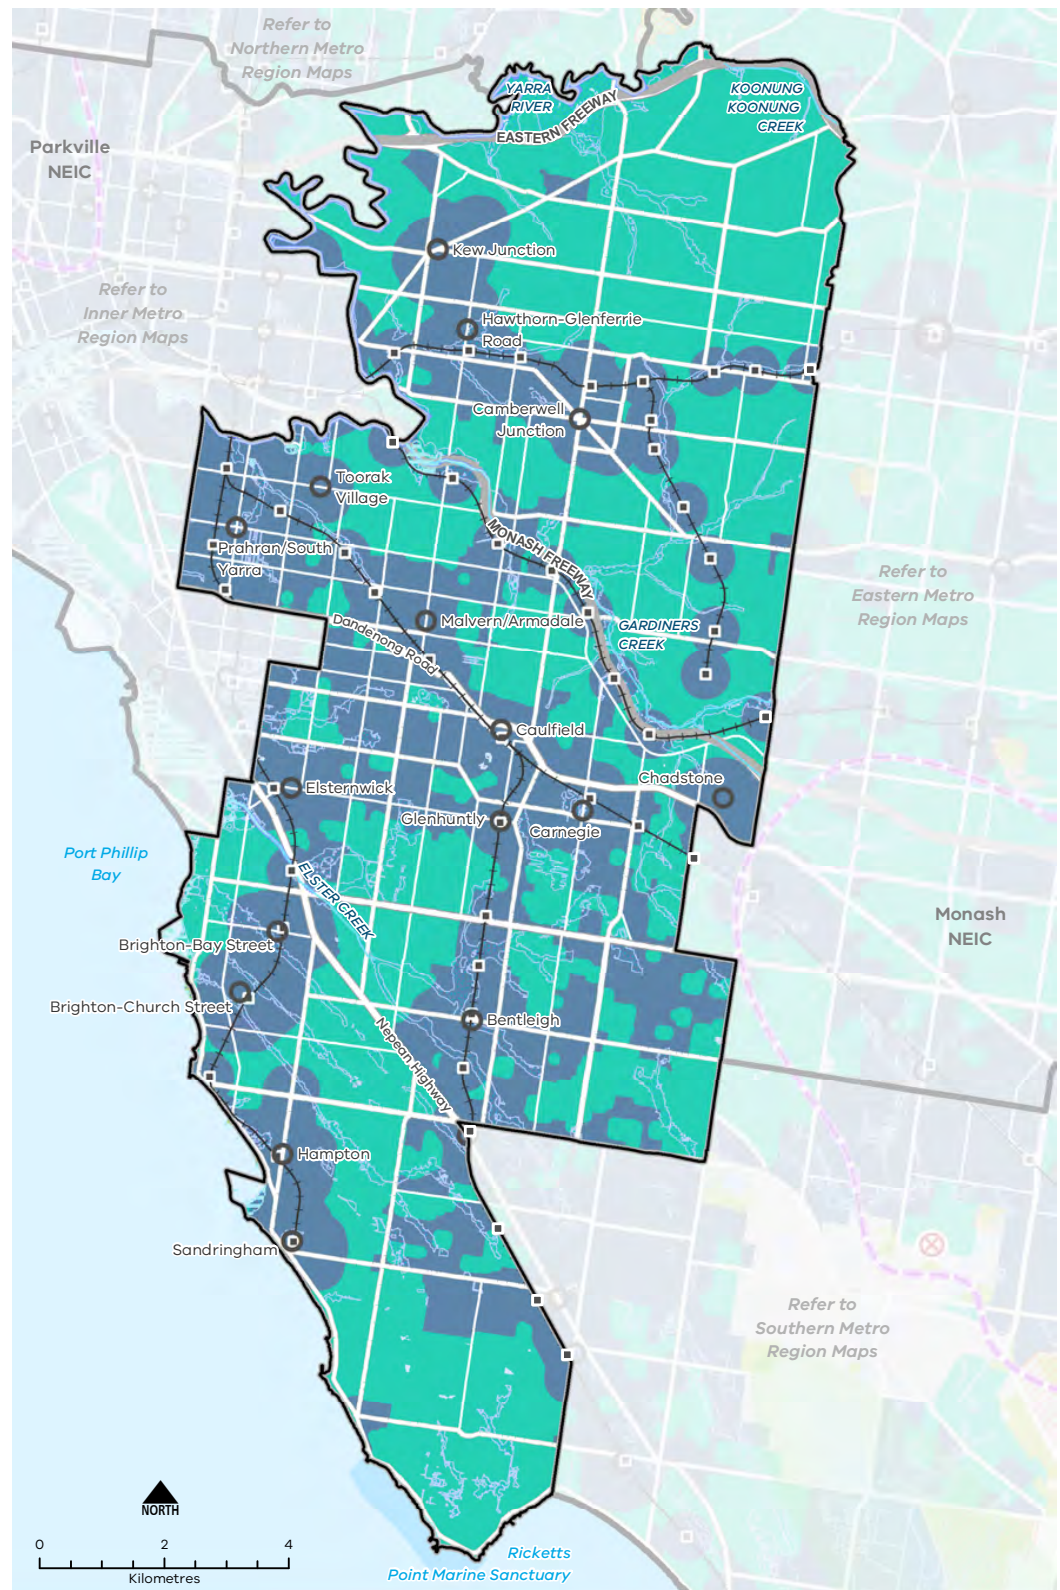 Refer to
Northern Metro
Region Maps
YARRA
RIVER
KOONUNG
KOONUNG
CREEK
EASTERN FREEWAY
Parkville
NEIC
Kew Junction
Refer to
Inner Metro
Region Maps
Hawthorn-Glenferrie
Road
Camberwell
Junction
Toorak
Village
Prahran/South
Yarra
MONASH FREEWAY
Refer to
Eastern Metro
Region Maps
Malvern/Armadale
GARDINERS
CREEK
Dandenong Road
Caulfield
Chadstone
Elsternwick
Glenhuntly
Carnegie
Port Phillip
Bay
ELSTER CREEK
Monash
NEIC
Brighton-Bay Street
Brighton-Church Street
Bentleigh
Nepean Highway
Hampton
Sandringham
Refer to
Southern Metro
Region Maps
NORTH
0 2 4
Kilometres
Ricketts
Point Marine Sanctuary